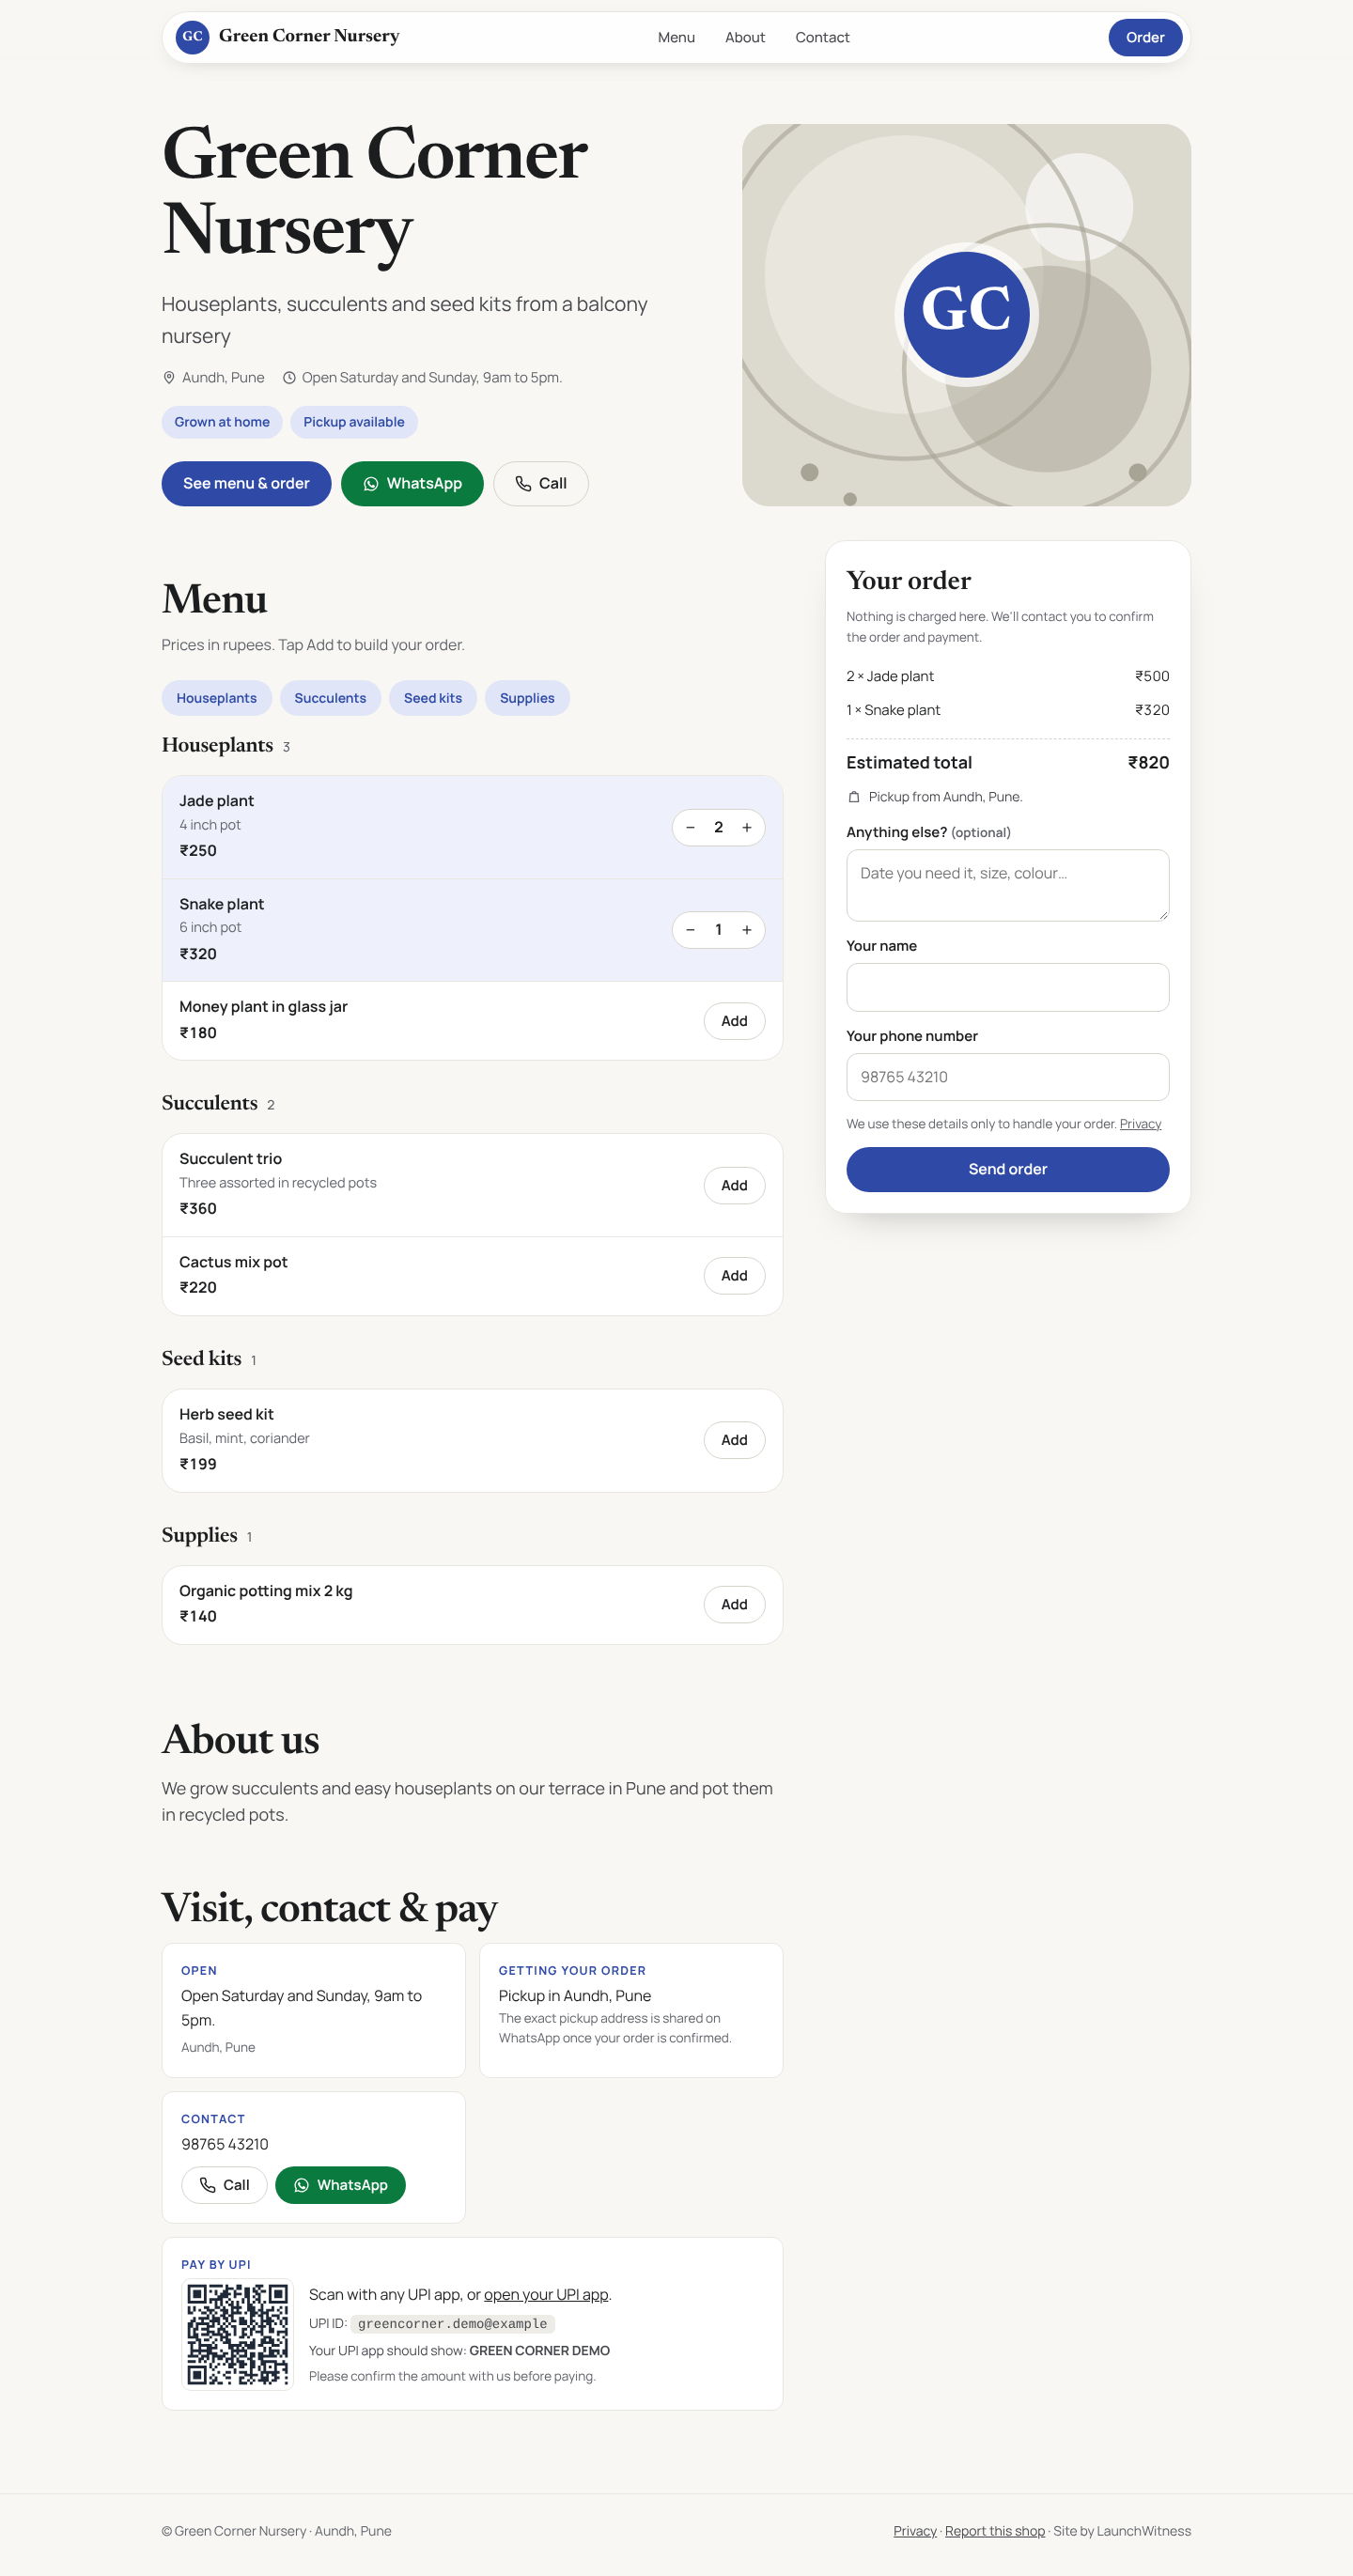 GC Green Corner Nursery
Menu About Contact
Order
Green Corner
Nursery
Houseplants, succulents and seed kits from a balcony
nursery
Aundh, Pune Open Saturday and Sunday, 9am to 5pm.
Grown at home Pickup available
See menu & order WhatsApp Call
GC
Menu
Prices in rupees. Tap Add to build your order.
Houseplants Succulents Seed kits Supplies
Houseplants 3
Jade plant
4 inch pot
₹250
− 2 +
Snake plant
6 inch pot
₹320
− 1 +
Money plant in glass jar
₹180
Add
Succulents 2
Succulent trio
Three assorted in recycled pots
₹360
Add
Cactus mix pot
₹220
Add
Seed kits 1
Herb seed kit
Basil, mint, coriander
₹199
Add
Supplies 1
Organic potting mix 2 kg
₹140
Add
Your order
Nothing is charged here. We'll contact you to confirm
the order and payment.
2 × Jade plant ₹500
1 × Snake plant ₹320
Estimated total ₹820
Pickup from Aundh, Pune.
Anything else? (optional)
Date you need it, size, colour…
Your name
Your phone number
98765 43210
We use these details only to handle your order. Privacy
Send order
About us
We grow succulents and easy houseplants on our terrace in Pune and pot them
in recycled pots.
Visit, contact & pay
OPEN
Open Saturday and Sunday, 9am to
5pm.
Aundh, Pune
GETTING YOUR ORDER
Pickup in Aundh, Pune
The exact pickup address is shared on
WhatsApp once your order is confirmed.
CONTACT
98765 43210
Call WhatsApp
PAY BY UPI
Scan with any UPI app, or open your UPI app.
UPI ID: greencorner.demo@example
Your UPI app should show: GREEN CORNER DEMO
Please confirm the amount with us before paying.
© Green Corner Nursery · Aundh, Pune
Privacy · Report this shop · Site by LaunchWitness